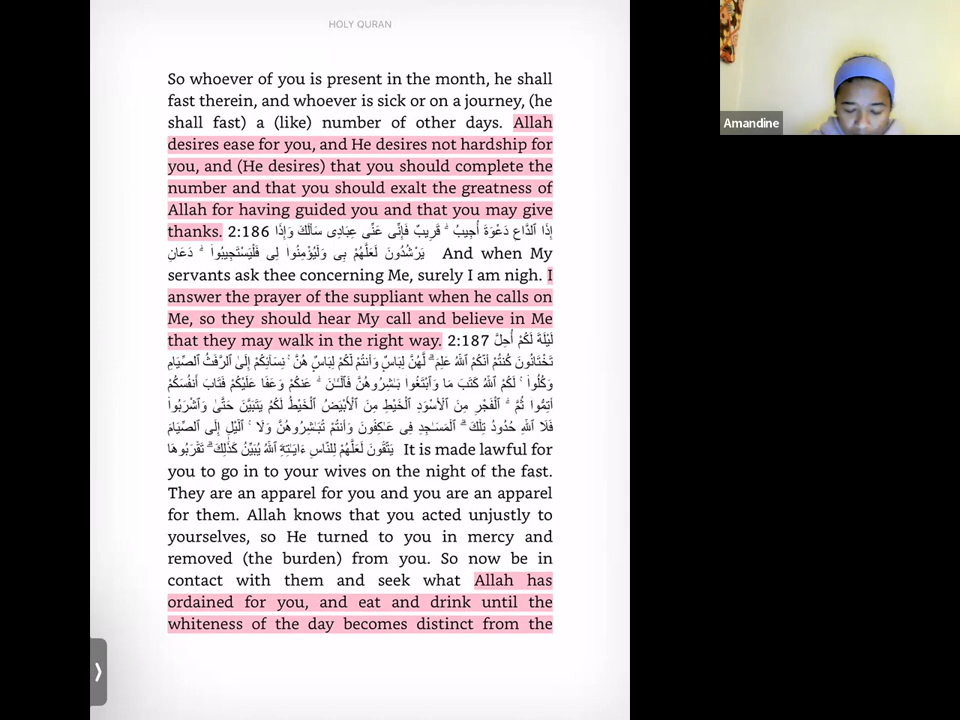 HOLY QURAN
So whoever of you is present in the month, he shall
fast therein, and whoever is sick or on a journey, (he
shall fast) a (like) number of other days. Allah
desires ease for you, and He desires not hardship for
you, and (He desires) that you should complete the
number and that you should exalt the greatness of
Allah for having guided you and that you may give
thanks. 2:186 إِذَا ٱلدَّاعِ دَعْوَةَ أُجِيبُ ۖ قَرِيبٌ فَإِنِّى عَنِّى عِبَادِى سَأَلَكَ وَإِذَا
يَرْشُدُونَ لَعَلَّهُمْ بِى وَلْيُؤْمِنُوا۟ لِى فَلْيَسْتَجِيبُوا۟ ۖ دَعَانِ And when My
servants ask thee concerning Me, surely I am nigh. I
answer the prayer of the suppliant when he calls on
Me, so they should hear My call and believe in Me
that they may walk in the right way. 2:187 لَيْلَةَ لَكُمْ أُحِلَّ
تَخْتَانُونَ كُنتُمْ أَنَّكُمْ ٱللَّهُ عَلِمَ ۗ لَّهُنَّ لِبَاسٌ وَأَنتُمْ لَّكُمْ لِبَاسٌ هُنَّ ۚ نِسَآئِكُمْ إِلَىٰ ٱلرَّفَثُ ٱلصِّيَامِ
وَكُلُوا۟ ۚ لَكُمْ ٱللَّهُ كَتَبَ مَا وَٱبْتَغُوا۟ بَـٰشِرُوهُنَّ فَٱلْـَٔـٰنَ ۖ عَنكُمْ وَعَفَا عَلَيْكُمْ فَتَابَ أَنفُسَكُمْ
أَتِمُّوا۟ ثُمَّ ۖ ٱلْفَجْرِ مِنَ ٱلْأَسْوَدِ ٱلْخَيْطِ مِنَ ٱلْأَبْيَضُ ٱلْخَيْطُ لَكُمُ يَتَبَيَّنَ حَتَّىٰ وَٱشْرَبُوا۟
فَلَا ٱللَّهِ حُدُودُ تِلْكَ ۗ ٱلْمَسَـٰجِدِ فِى عَـٰكِفُونَ وَأَنتُمْ تُبَـٰشِرُوهُنَّ وَلَا ۚ ٱلَّيْلِ إِلَى ٱلصِّيَامَ
يَتَّقُونَ لَعَلَّهُمْ لِلنَّاسِ ءَايَـٰتِهِۦ ٱللَّهُ يُبَيِّنُ كَذَٰلِكَ ۗ تَقْرَبُوهَا It is made lawful for
you to go in to your wives on the night of the fast.
They are an apparel for you and you are an apparel
for them. Allah knows that you acted unjustly to
yourselves, so He turned to you in mercy and
removed (the burden) from you. So now be in
contact with them and seek what Allah has
ordained for you, and eat and drink until the
whiteness of the day becomes distinct from the
Amandine